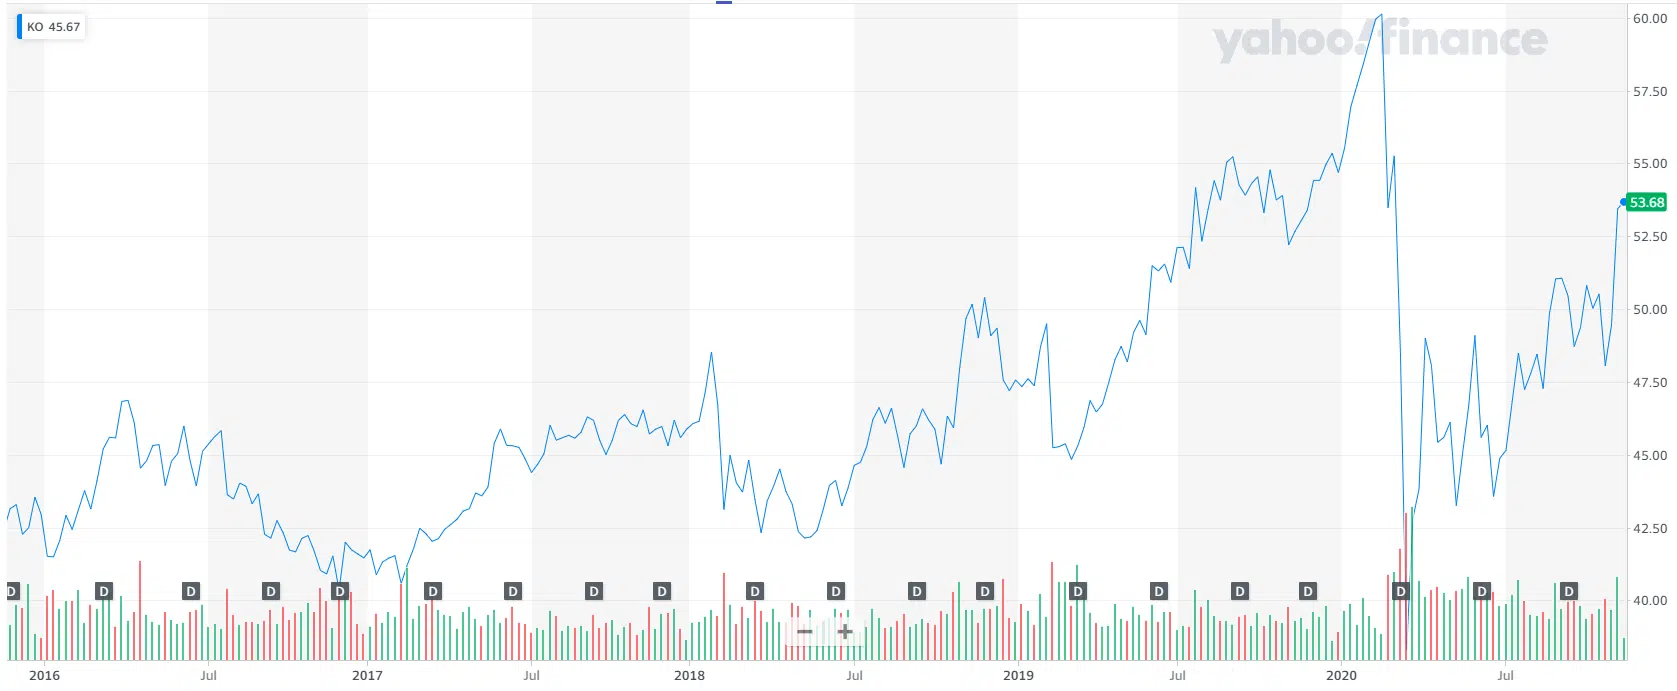 KO 45.67
yahoo!finance
60.00
57.50
55.00
53.68
52.50
50.00
47.50
45.00
42.50
40.00
D D D D D D D D D D D D D D D D D D D D
− +
2016 Jul 2017 Jul 2018 Jul 2019 Jul 2020 Jul